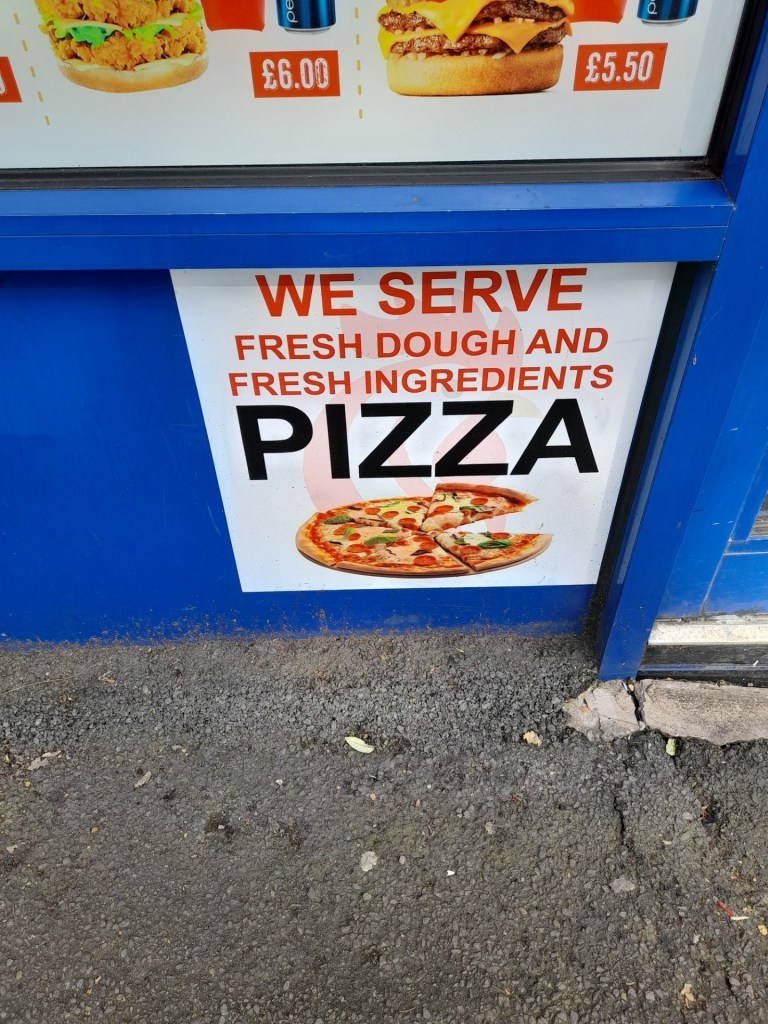 £6.00
£5.50
WE SERVE
FRESH DOUGH AND
FRESH INGREDIENTS
PIZZA